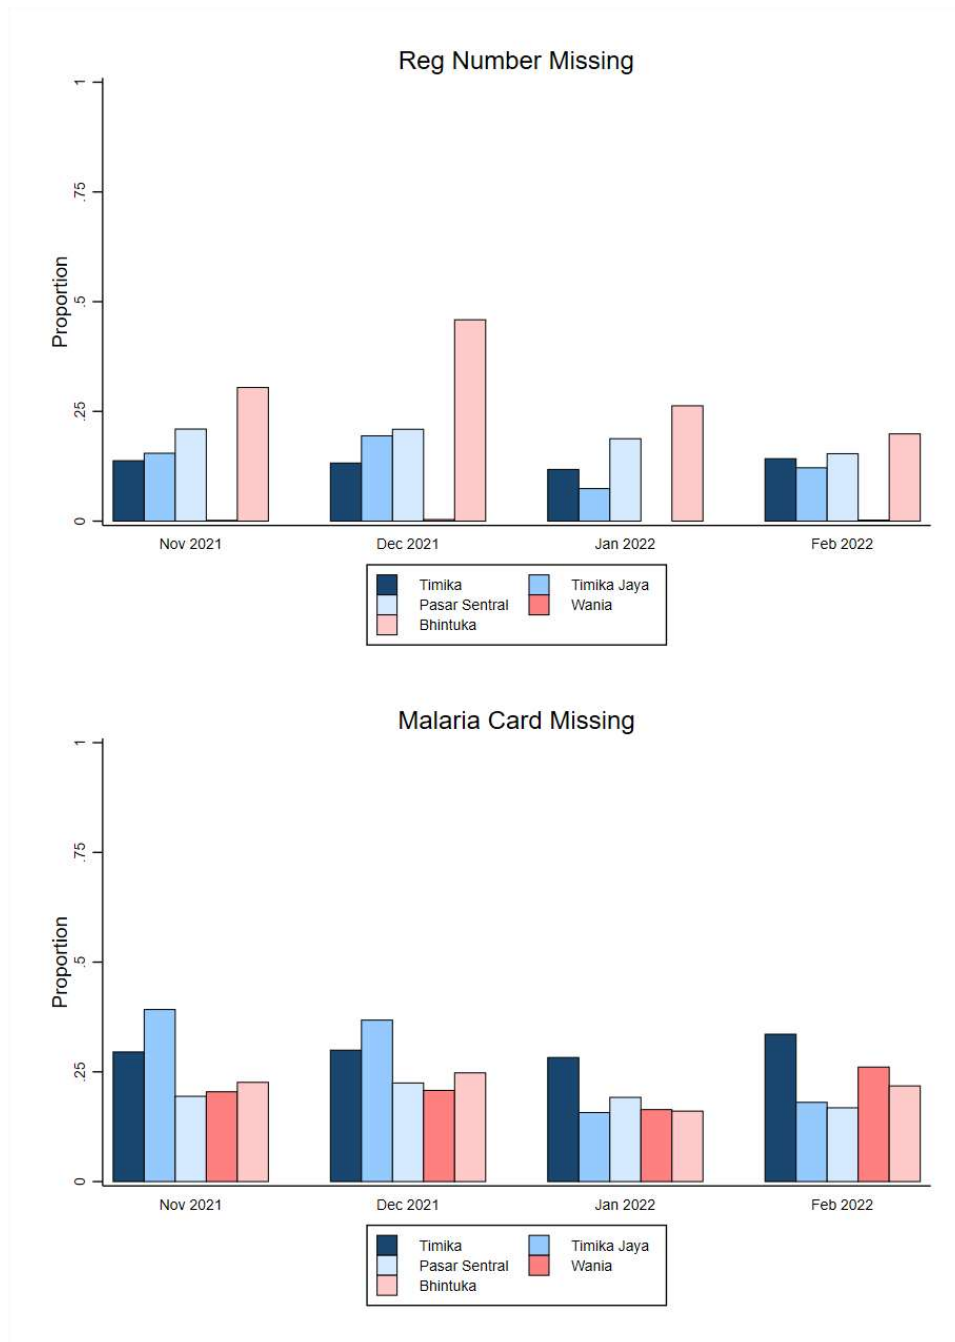 Reg Number Missing
1
.75
.5
.25
0
Proportion
Nov 2021 Dec 2021 Jan 2022 Feb 2022
Timika Timika Jaya
Pasar Sentral Wania
Bhintuka
Malaria Card Missing
1
.75
.5
.25
0
Proportion
Nov 2021 Dec 2021 Jan 2022 Feb 2022
Timika Timika Jaya
Pasar Sentral Wania
Bhintuka